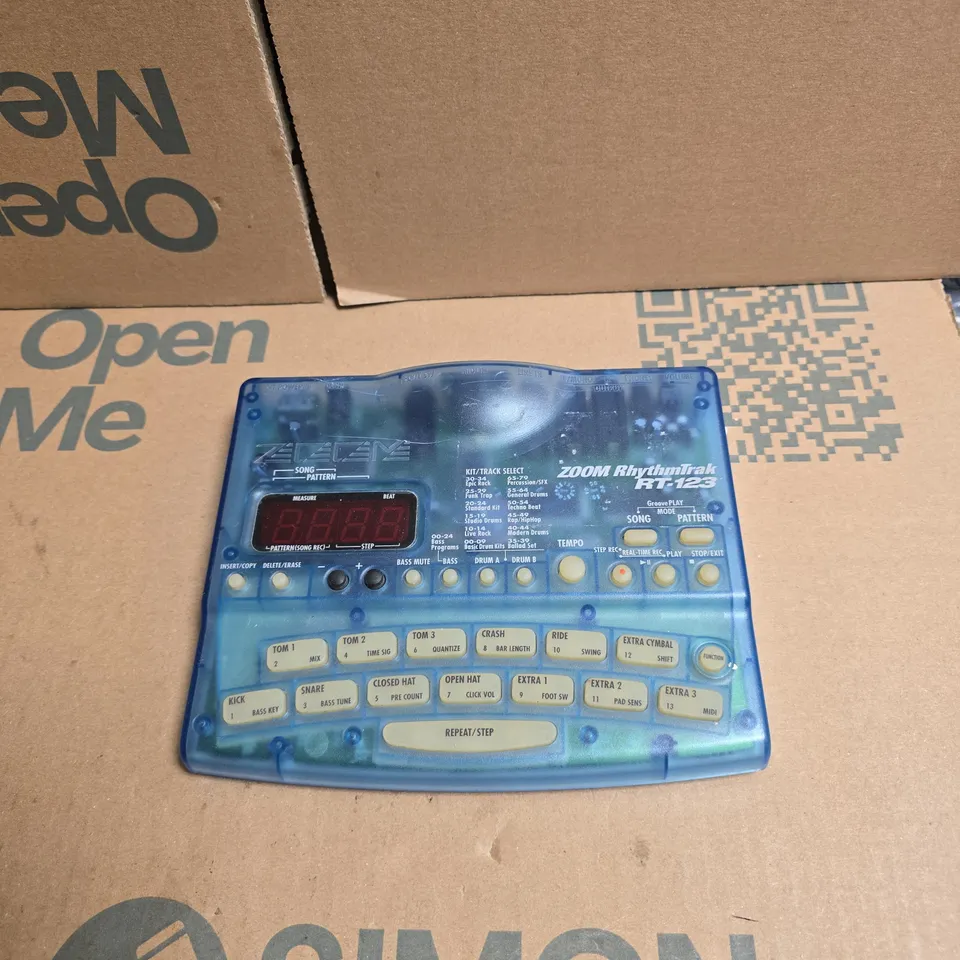 Open
Me
Open
Me
SONG
PATTERN
MEASURE
BEAT
PATTERN(SONG REC)
STEP
KIT/TRACK SELECT
30-34
Epic Rock
25-29
Funk Trap
20-24
Standard Kit
15-19
Studio Drums
10-14
Live Rock
00-09
Basic Drum Kits
65-79
Percussion/SFX
55-64
General Drums
50-54
Techno Beat
45-49
Rap/HipHop
40-44
Modern Drums
35-39
Ballad Set
00-24
Bass
Programs
ZOOM RhythmTrak
RT-123
GroovePLAY
MODE
SONG
PATTERN
INSERT/COPY
DELETE/ERASE
−
+
BASS MUTE
BASS
DRUM A
DRUM B
TEMPO
STEP REC
REAL-TIME REC
PLAY
STOP/EXIT
TOM 1
2 MIX
TOM 2
4 TIME SIG
TOM 3
6 QUANTIZE
CRASH
8 BAR LENGTH
RIDE
10 SWING
EXTRA CYMBAL
12 SHIFT
FUNCTION
KICK
1 BASS KEY
SNARE
3 BASS TUNE
CLOSED HAT
5 PRE COUNT
OPEN HAT
7 CLICK VOL
EXTRA 1
9 FOOT SW
EXTRA 2
11 PAD SENS
EXTRA 3
13 MIDI
REPEAT/STEP
SIMON